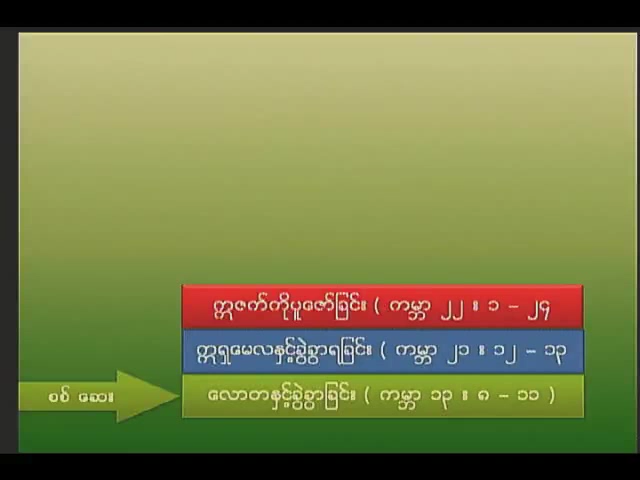 ဣဇက်ကိုပူဇော်ခြင်း ( ကမ္ဘာ ၂၂ း ၁ – ၂၄
ဣရှမေလနှင့်ခွဲခွာရခြင်း ( ကမ္ဘာ ၂၁ း ၁၂ – ၁၃
စစ် ဆေး
လောတနှင့်ခွဲခွာခြင်း ( ကမ္ဘာ ၁၃ း ၈ – ၁၁ )